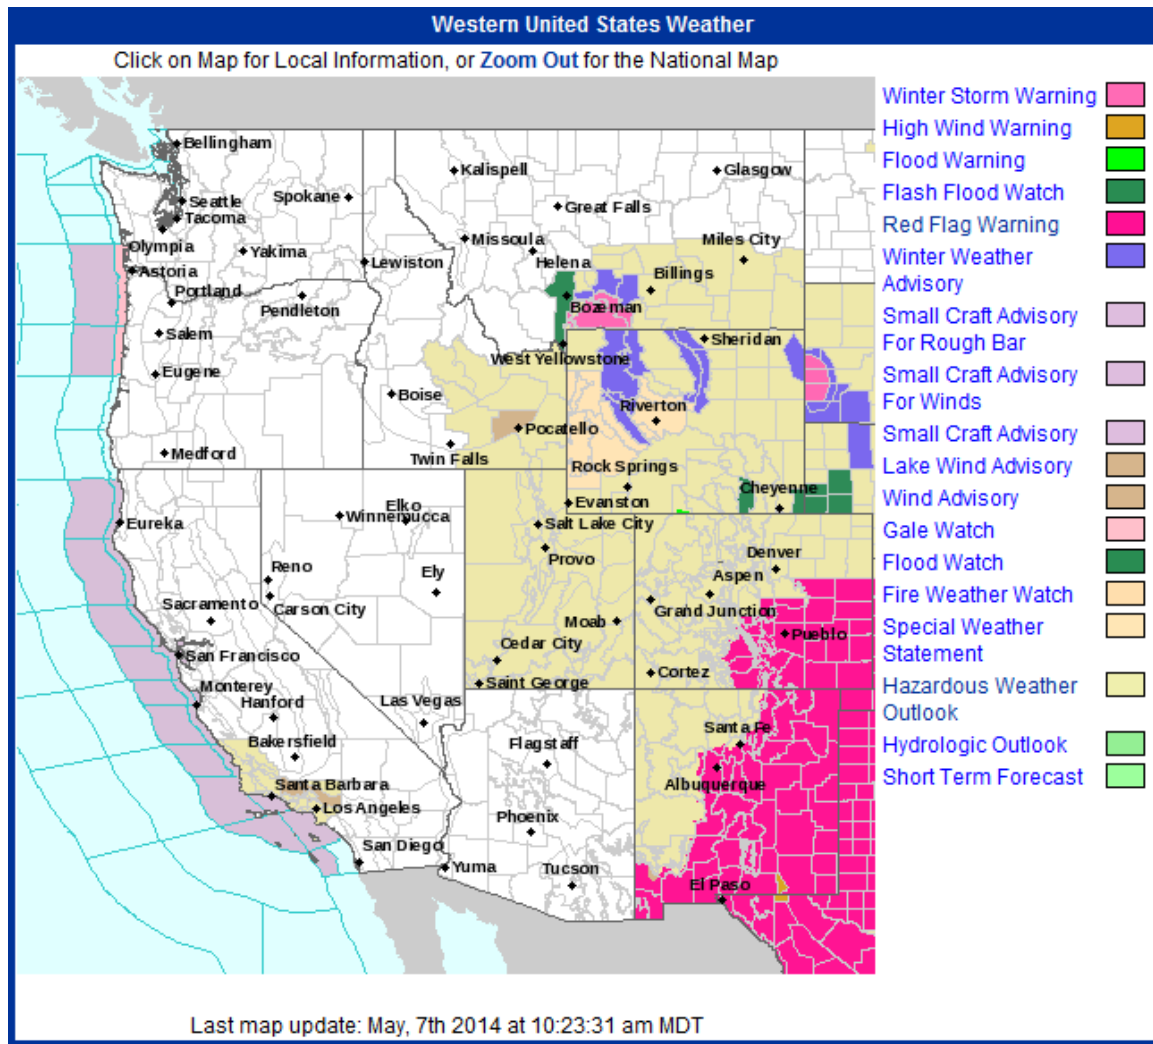 Western United States Weather
Click on Map for Local Information, or Zoom Out for the National Map
Bellingham
Kalispell
Glasgow
Spokane
Seattle
Great Falls
Tacoma
Olympia
Missoula
Miles City
Yakima
Helena
Lewiston
Astoria
Billings
Portland
Pendleton
Bozeman
Salem
Sheridan
West Yellowstone
Eugene
Boise
Riverton
Pocatello
Medford
Twin Falls
Rock Springs
Cheyenne
Evanston
Elko
Winnemucca
Eureka
Salt Lake City
Provo
Denver
Reno
Ely
Aspen
Sacramento
Carson City
Grand Junction
Moab
Pueblo
Cedar City
San Francisco
Cortez
Saint George
Monterey
Hanford
Las Vegas
Santa Fe
Bakersfield
Flagstaff
Albuquerque
Santa Barbara
Los Angeles
Phoenix
San Diego
Yuma
Tucson
El Paso
Winter Storm Warning
High Wind Warning
Flood Warning
Flash Flood Watch
Red Flag Warning
Winter Weather
Advisory
Small Craft Advisory
For Rough Bar
Small Craft Advisory
For Winds
Small Craft Advisory
Lake Wind Advisory
Wind Advisory
Gale Watch
Flood Watch
Fire Weather Watch
Special Weather
Statement
Hazardous Weather
Outlook
Hydrologic Outlook
Short Term Forecast
Last map update: May, 7th 2014 at 10:23:31 am MDT